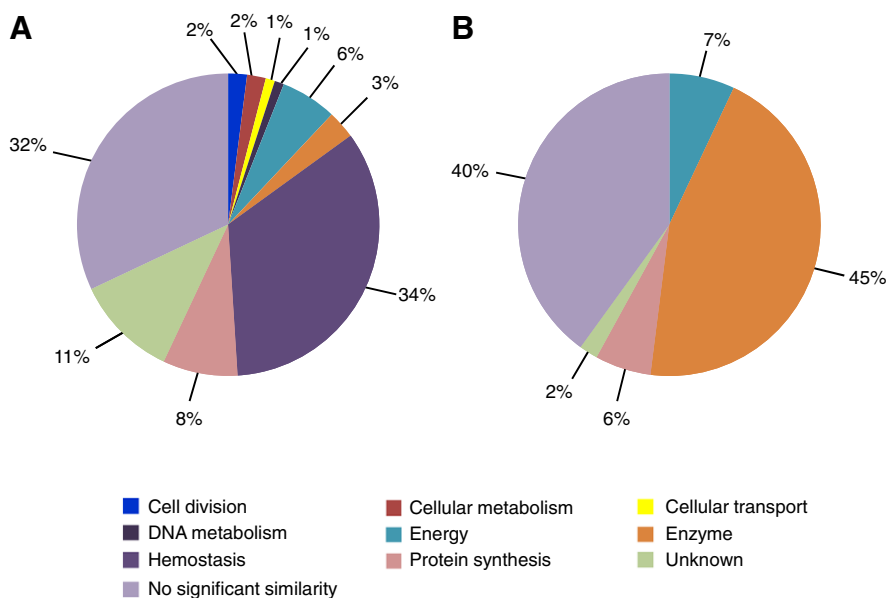 A
B
2%
2%
1%
1%
6%
3%
34%
8%
11%
32%
7%
45%
6%
2%
40%
Cell division
Cellular metabolism
Cellular transport
DNA metabolism
Energy
Enzyme
Hemostasis
Protein synthesis
Unknown
No significant similarity